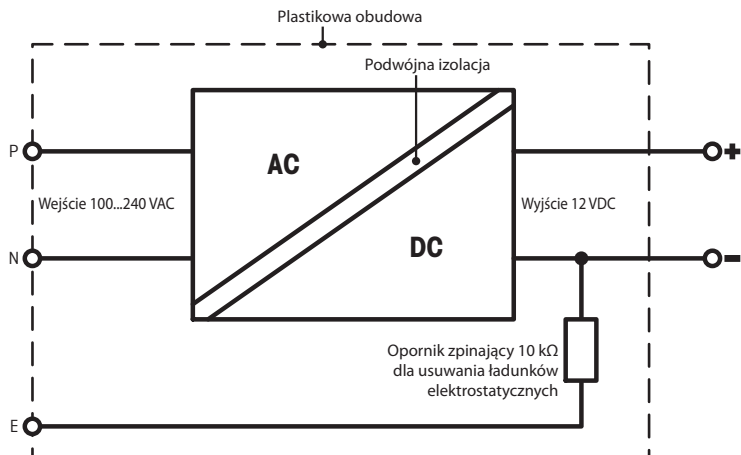 Plastikowa obudowa
Podwójna izolacja
P
AC
+
Wejście 100...240 VAC
Wyjście 12 VDC
N
DC
–
Opornik zpinający 10 kΩ
dla usuwania ładunków
elektrostatycznych
E